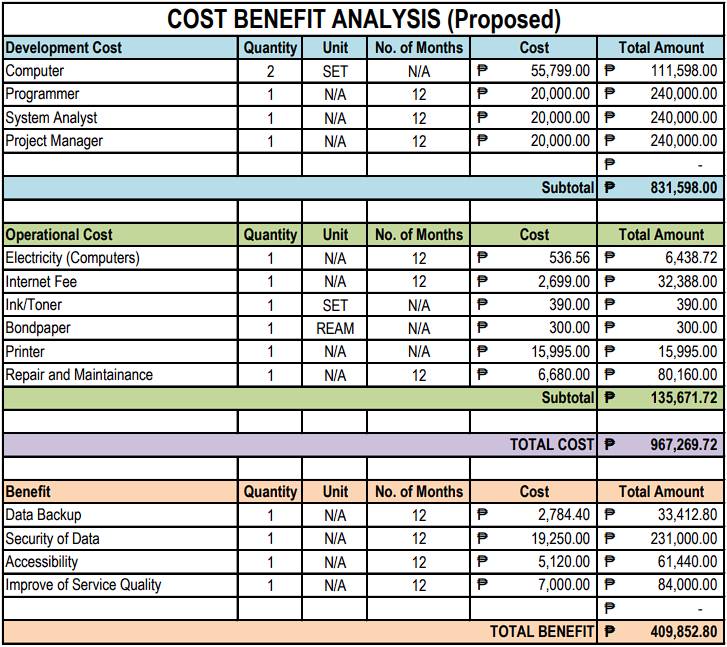 COST BENEFIT ANALYSIS (Proposed)
Development Cost Quantity Unit No. of Months Cost Total Amount
Computer 2 SET N/A ₱ 55,799.00 ₱ 111,598.00
Programmer 1 N/A 12 ₱ 20,000.00 ₱ 240,000.00
System Analyst 1 N/A 12 ₱ 20,000.00 ₱ 240,000.00
Project Manager 1 N/A 12 ₱ 20,000.00 ₱ 240,000.00
₱ -
Subtotal ₱ 831,598.00
Operational Cost Quantity Unit No. of Months Cost Total Amount
Electricity (Computers) 1 N/A 12 ₱ 536.56 ₱ 6,438.72
Internet Fee 1 N/A 12 ₱ 2,699.00 ₱ 32,388.00
Ink/Toner 1 SET N/A ₱ 390.00 ₱ 390.00
Bondpaper 1 REAM N/A ₱ 300.00 ₱ 300.00
Printer 1 N/A N/A ₱ 15,995.00 ₱ 15,995.00
Repair and Maintainance 1 N/A 12 ₱ 6,680.00 ₱ 80,160.00
Subtotal ₱ 135,671.72
TOTAL COST ₱ 967,269.72
Benefit Quantity Unit No. of Months Cost Total Amount
Data Backup 1 N/A 12 ₱ 2,784.40 ₱ 33,412.80
Security of Data 1 N/A 12 ₱ 19,250.00 ₱ 231,000.00
Accessibility 1 N/A 12 ₱ 5,120.00 ₱ 61,440.00
Improve of Service Quality 1 N/A 12 ₱ 7,000.00 ₱ 84,000.00
₱ -
TOTAL BENEFIT ₱ 409,852.80